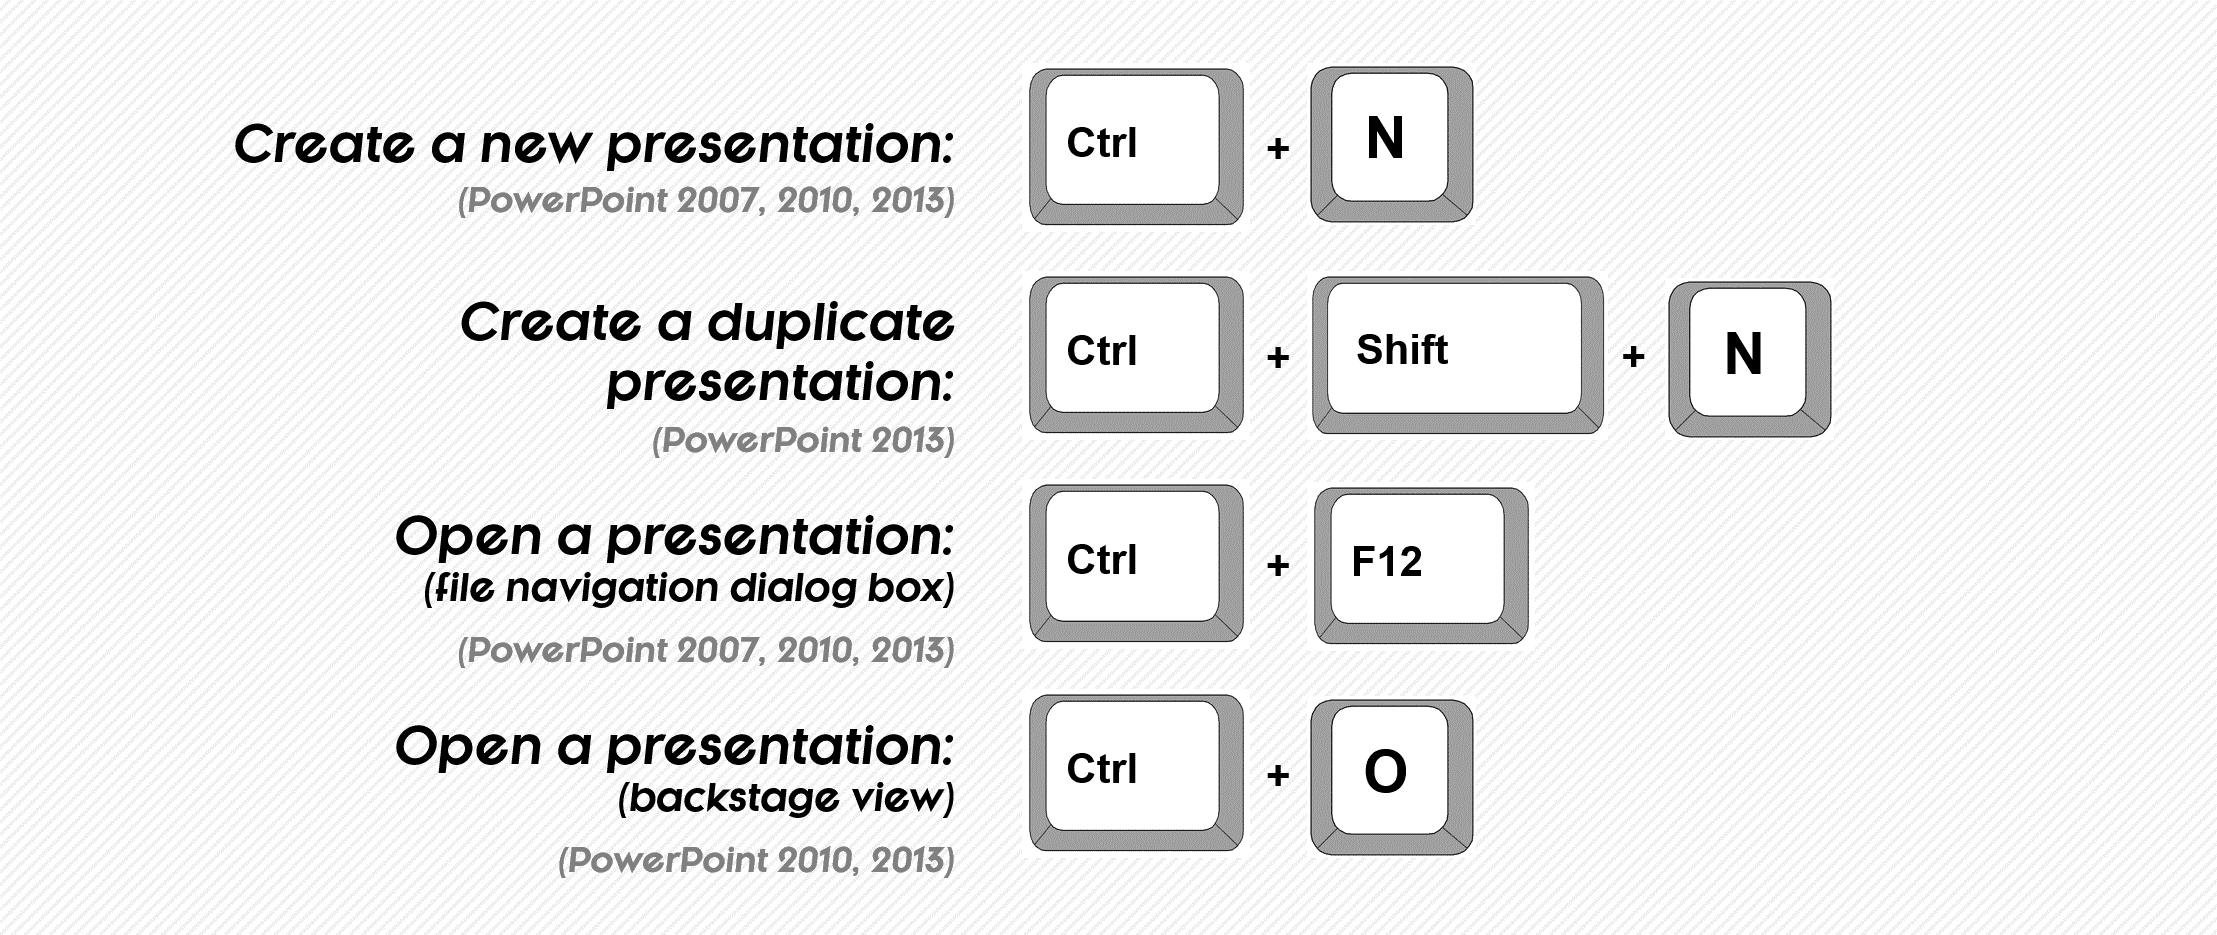 Create a new presentation:
(PowerPoint 2007, 2010, 2013)
Ctrl + N
Create a duplicate
presentation:
(PowerPoint 2013)
Ctrl + Shift + N
Open a presentation:
(file navigation dialog box)
(PowerPoint 2007, 2010, 2013)
Ctrl + F12
Open a presentation:
(backstage view)
(PowerPoint 2010, 2013)
Ctrl + O